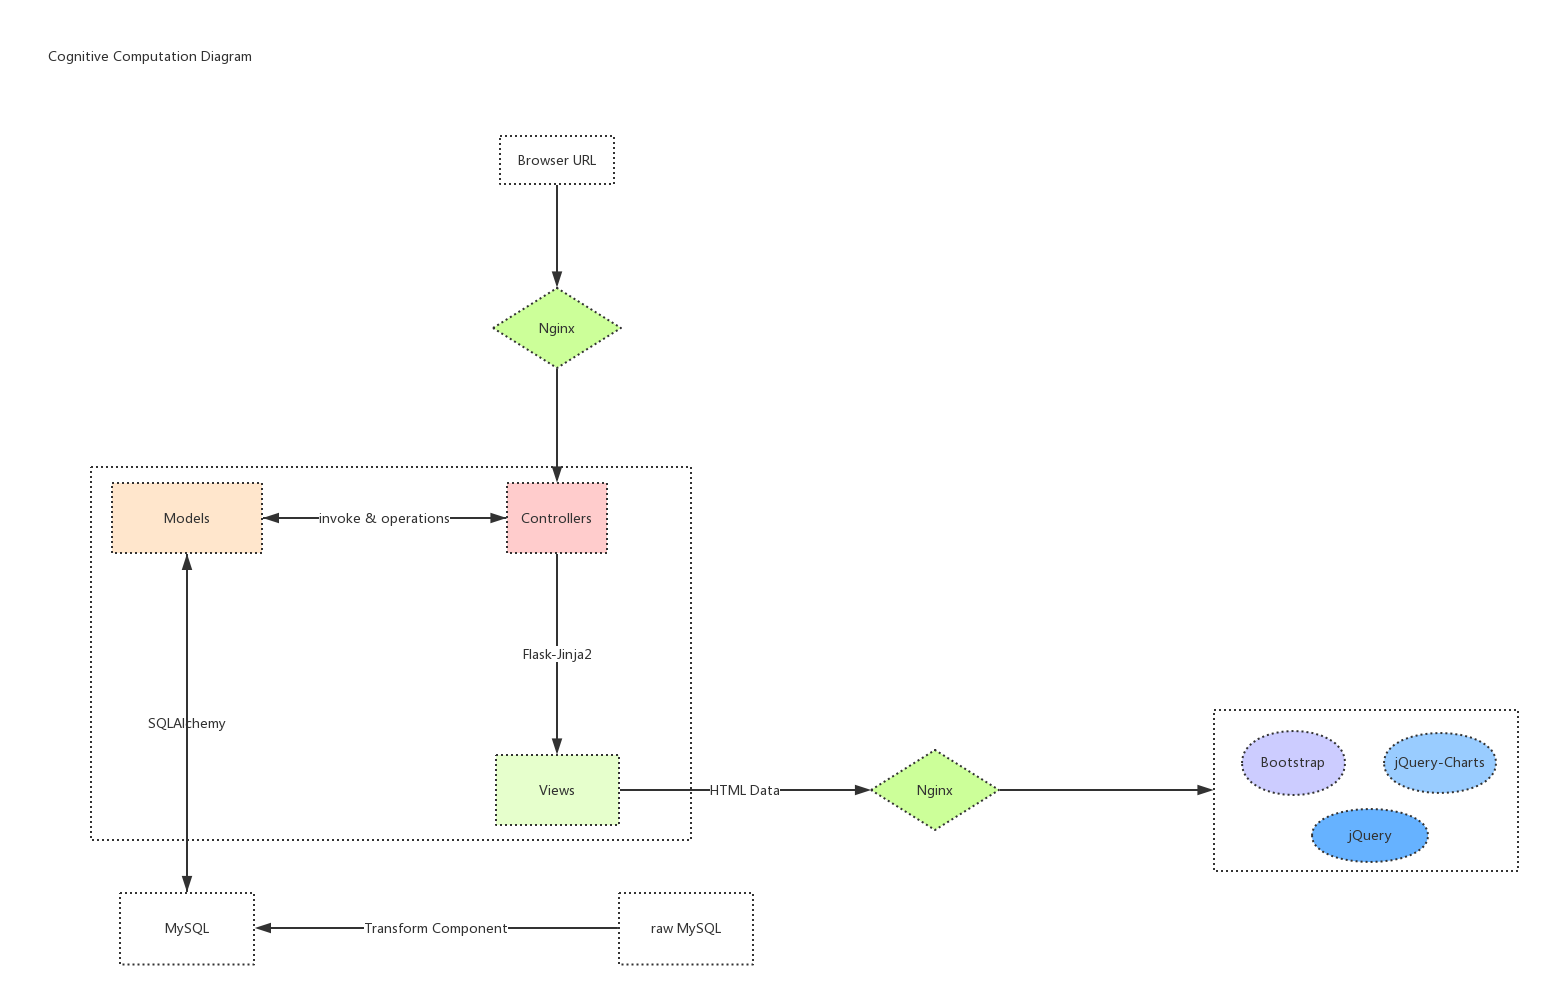 Cognitive Computation Diagram
Browser URL
Nginx
Models
invoke & operations
Controllers
Flask-Jinja2
SQLAlchemy
Views
HTML Data
Nginx
Bootstrap
jQuery-Charts
jQuery
MySQL
Transform Component
raw MySQL